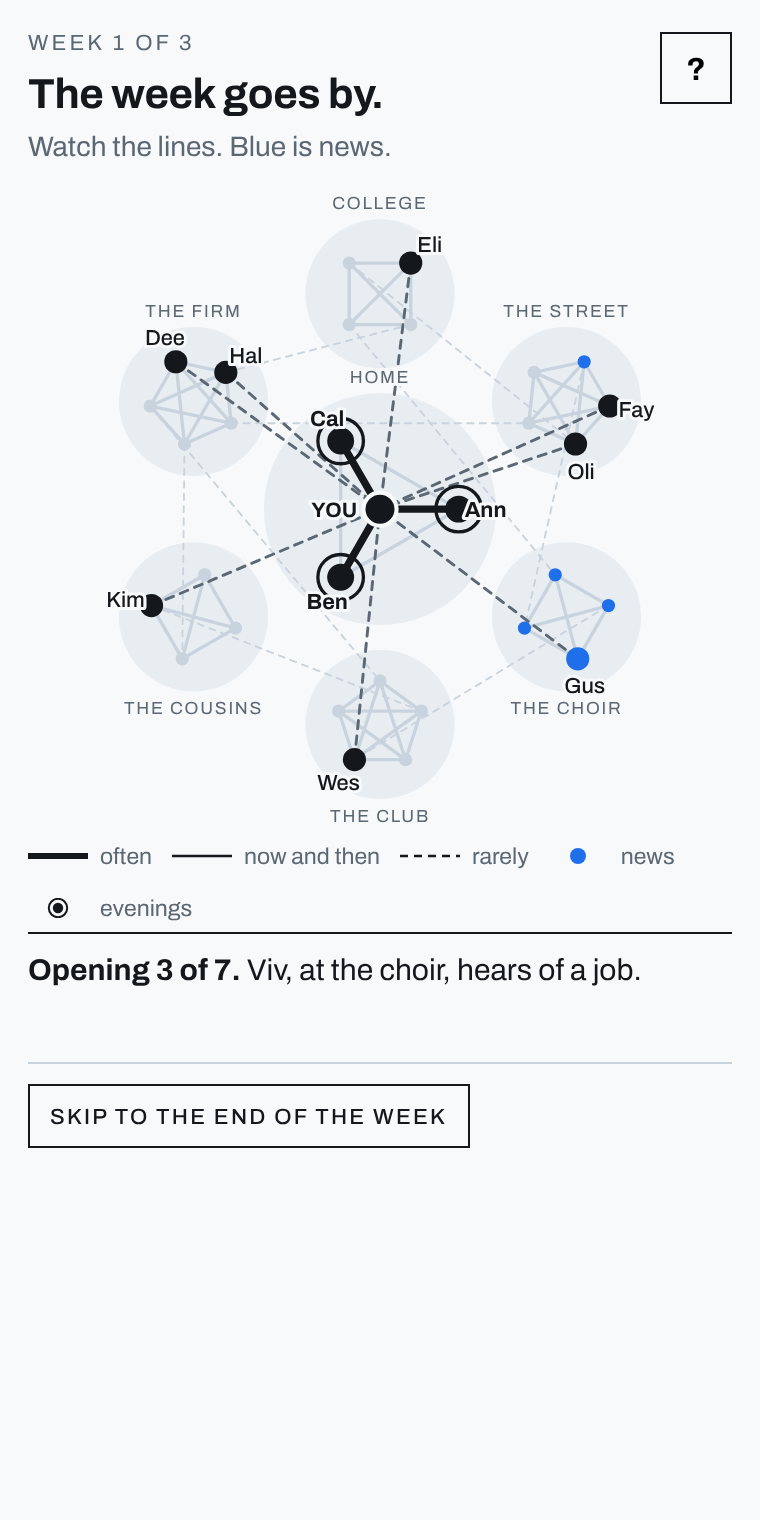 WEEK 1 OF 3
?
The week goes by.
Watch the lines. Blue is news.
COLLEGE
Eli
THE FIRM
THE STREET
Dee
Hal
HOME
Cal
Fay
Oli
YOU
Ann
Kim
Ben
Gus
THE COUSINS
THE CHOIR
Wes
THE CLUB
often
now and then
rarely
news
evenings
Opening 3 of 7. Viv, at the choir, hears of a job.
SKIP TO THE END OF THE WEEK